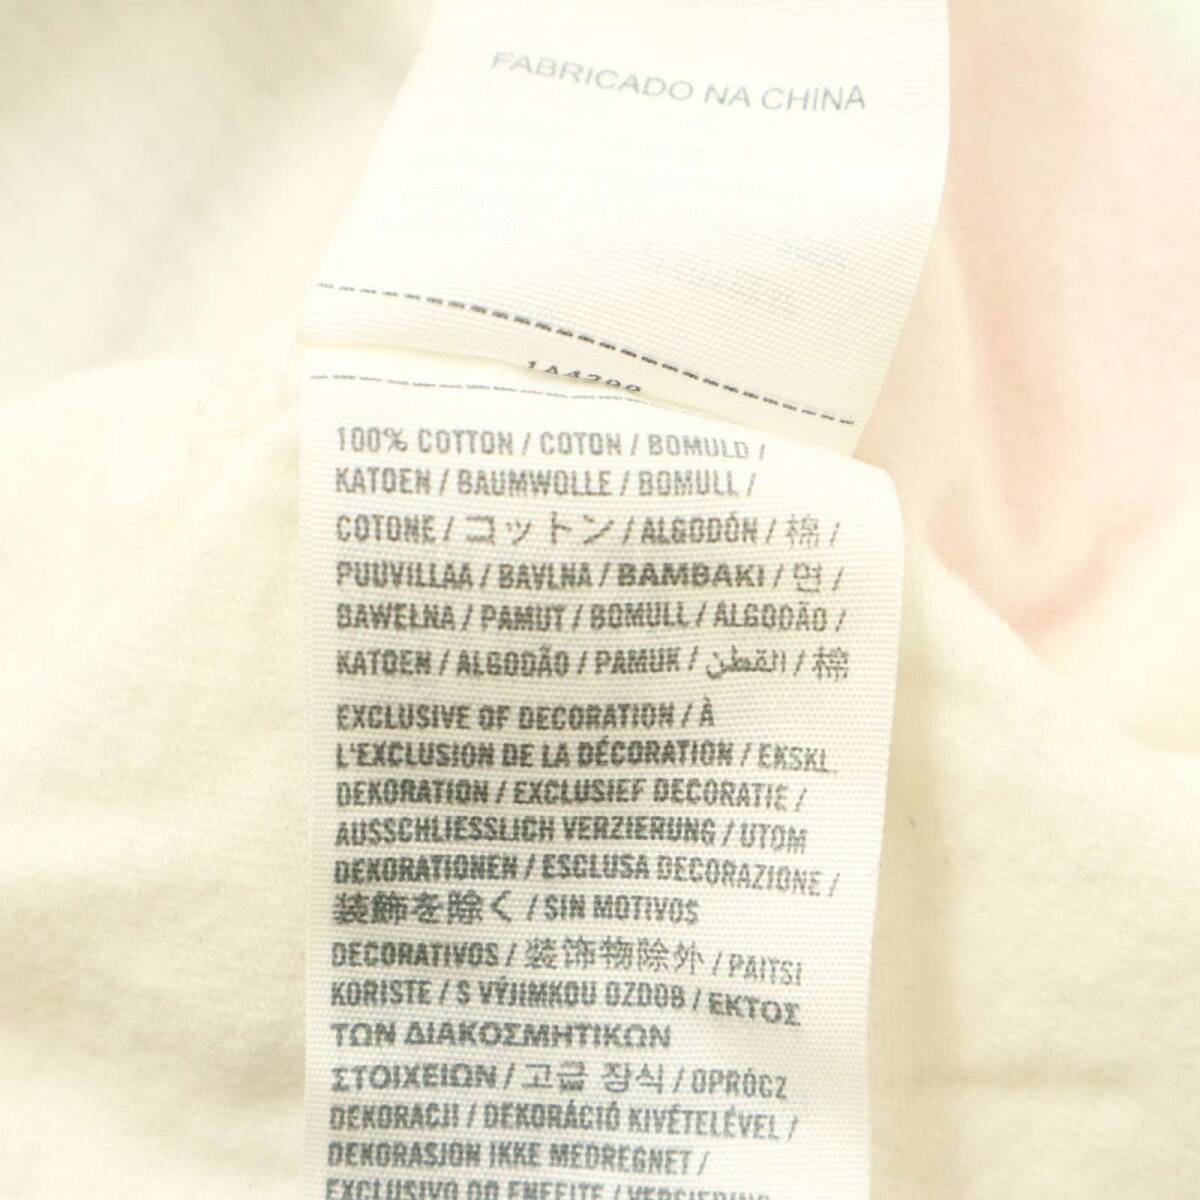 FABRICADO NA CHINA
100% COTTON / COTON / BOMULD /
KATOEN / BAUMWOLLE / BOMULL /
COTONE / コットン / ALGODÓN / 棉 /
PUUVILLAA / BAVLNA / BAMBAKI / 면 /
BAWEŁNA / PAMUT / BOMULL / ALGODÃO /
KATOEN / ALGODÃO / PAMUK / القطن / 棉
EXCLUSIVE OF DECORATION / À
L'EXCLUSION DE LA DÉCORATION / EKSKL.
DEKORATION / EXCLUSIEF DECORATIE /
AUSSCHLIESSLICH VERZIERUNG / UTOM
DEKORATIONEN / ESCLUSA DECORAZIONE /
装飾を除く / SIN MOTIVOS
DECORATIVOS / 装饰物除外 / PAITSI
KORISTE / S VÝJIMKOU OZDOB / ΕΚΤΟΣ
ΤΩΝ ΔΙΑΚΟΣΜΗΤΙΚΩΝ
ΣΤΟΙΧΕΙΩΝ / 고급 장식 / OPRÓCZ
DEKORACJI / DEKORÁCIÓ KIVÉTELÉVEL /
DEKORASJON IKKE MEDREGNET /
EXCLUSIVO DO ENFEITE / VERSIERING